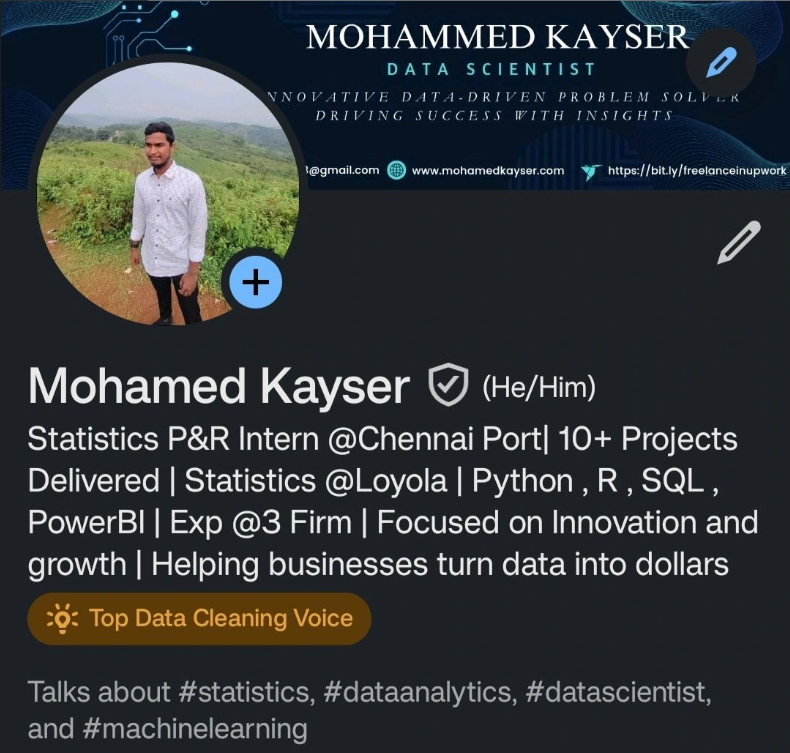 MOHAMMED KAYSER
DATA SCIENTIST
NNOVATIVE DATA-DRIVEN PROBLEM SOLVER
DRIVING SUCCESS WITH INSIGHTS
@gmail.com www.mohamedkayser.com https://bit.ly/freelanceinupwork
Mohamed Kayser (He/Him)
Statistics P&R Intern @Chennai Port| 10+ Projects
Delivered | Statistics @Loyola | Python , R , SQL ,
PowerBI | Exp @3 Firm | Focused on Innovation and
growth | Helping businesses turn data into dollars
Top Data Cleaning Voice
Talks about #statistics, #dataanalytics, #datascientist,
and #machinelearning